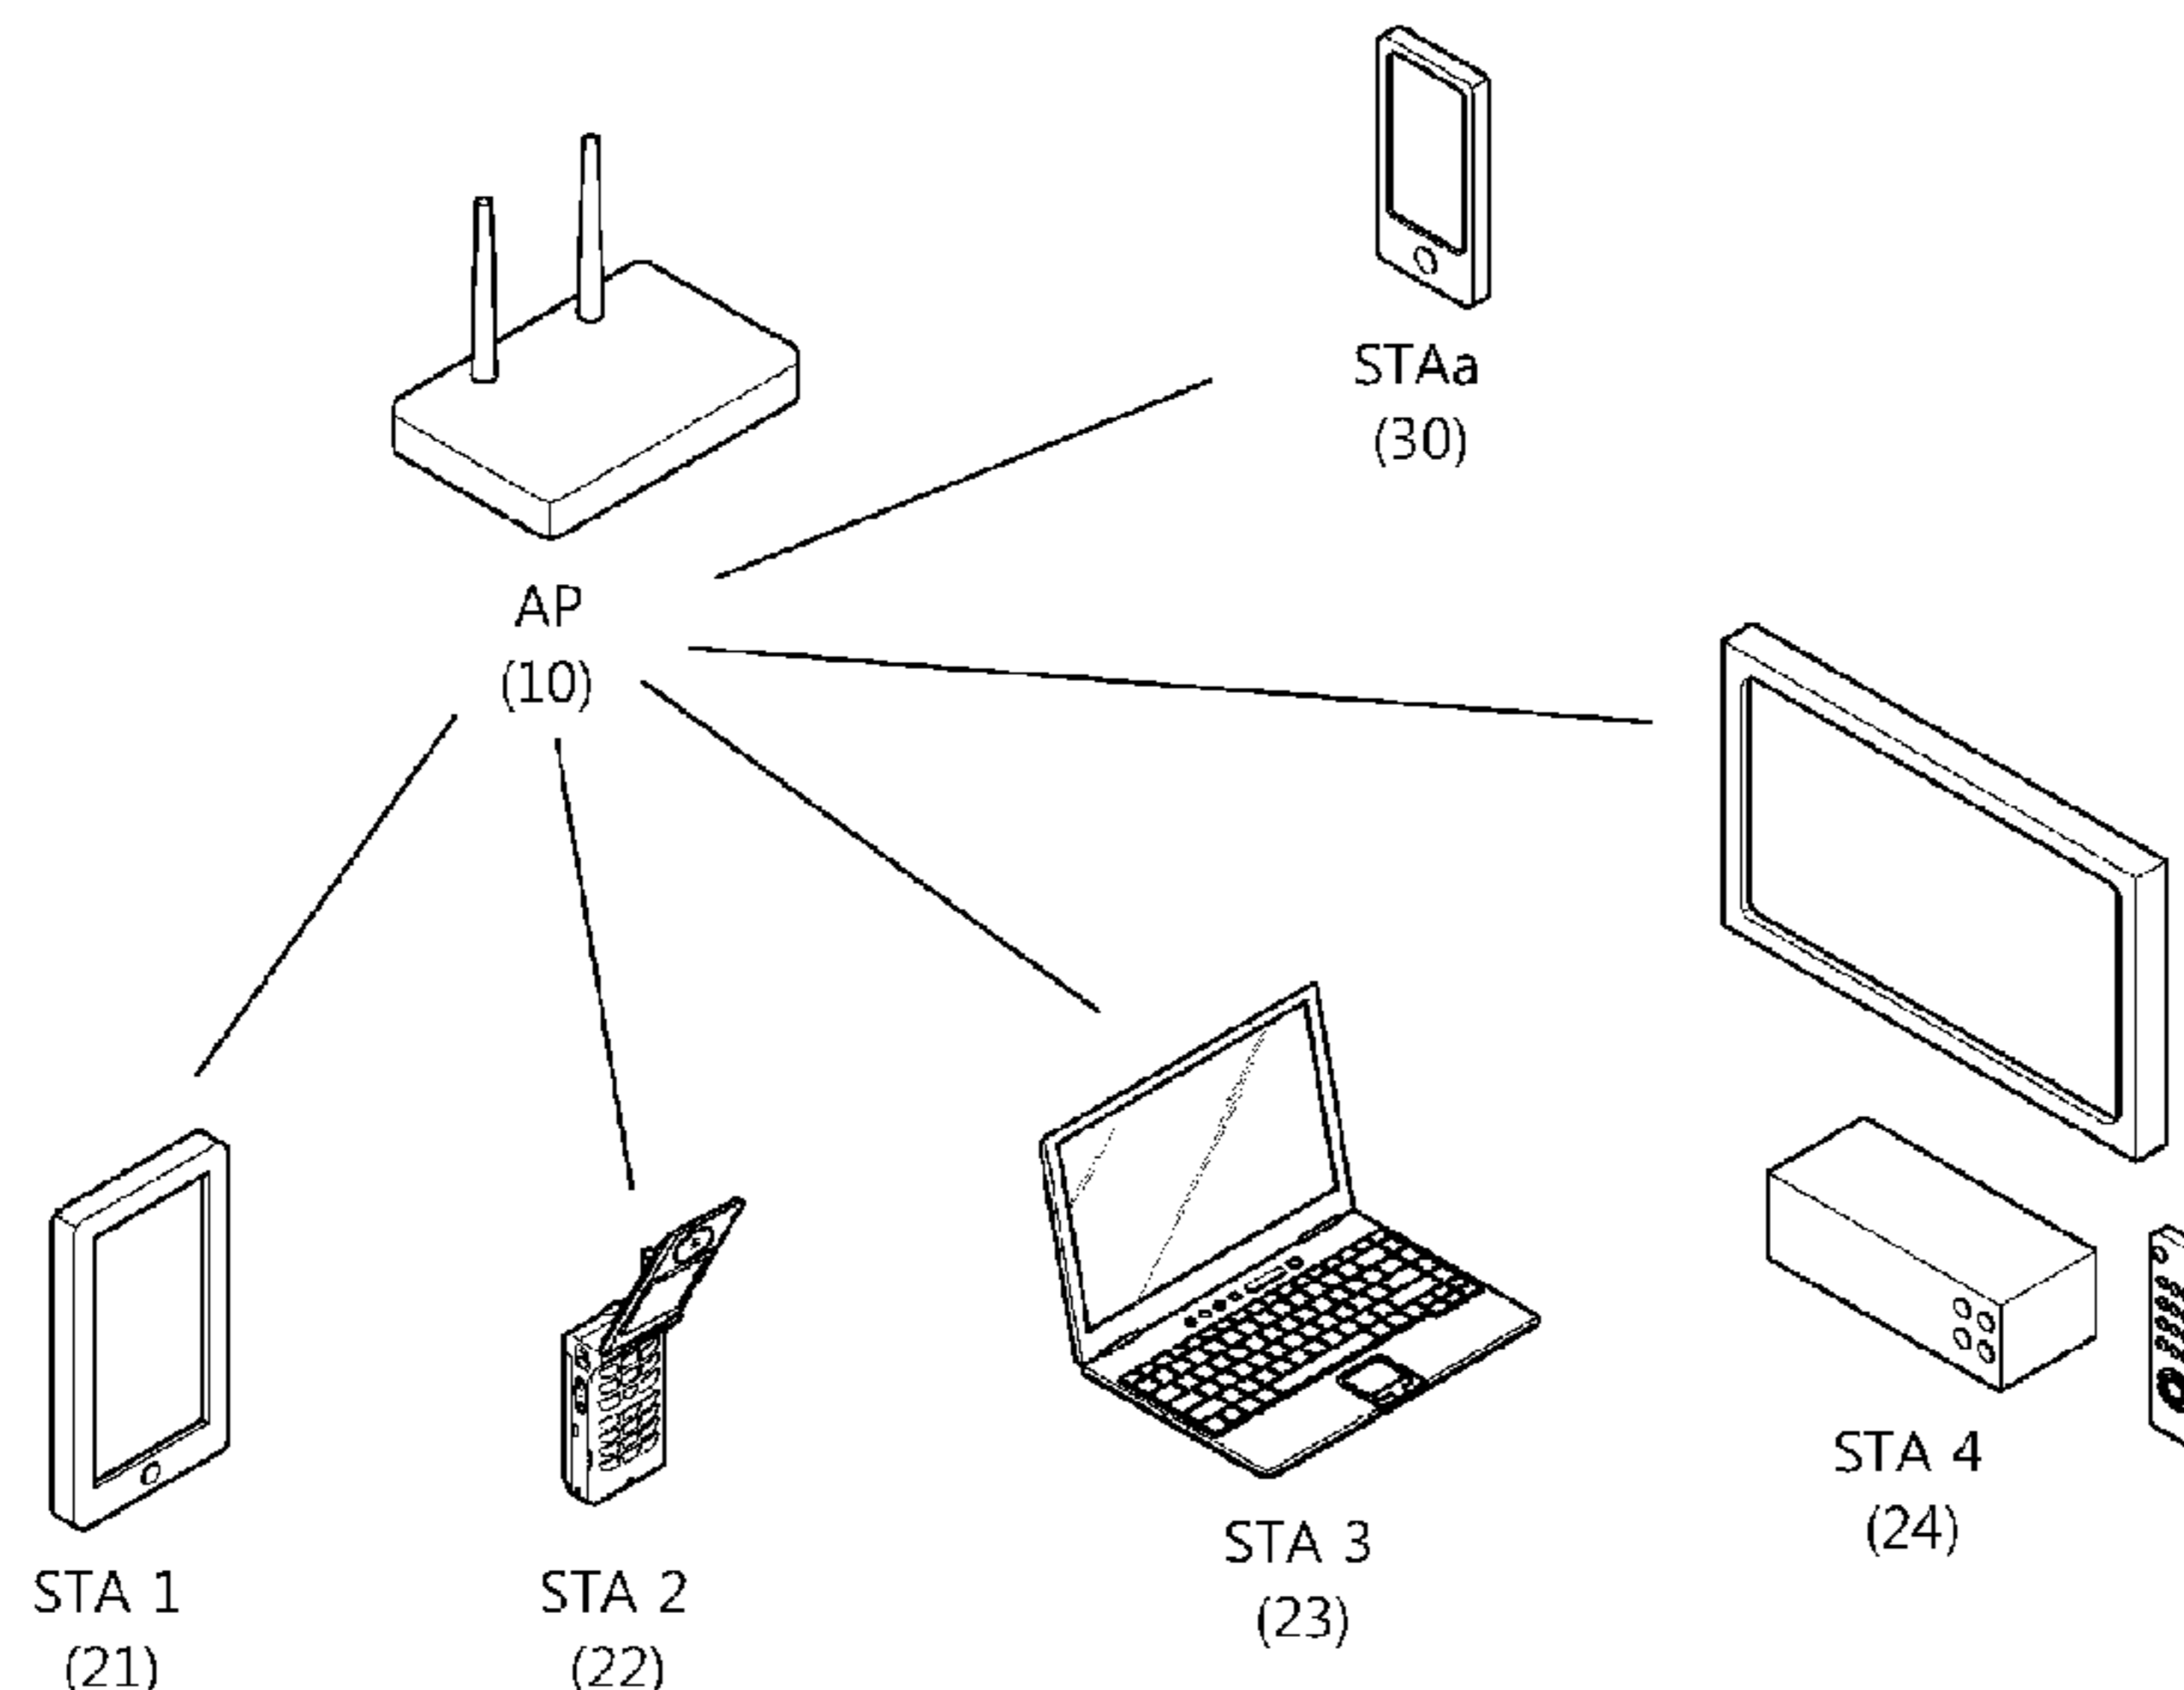 STAa
(30)
AP
(10)
STA 4
(24)
STA 3
(23)
STA 1
(21)
STA 2
(22)